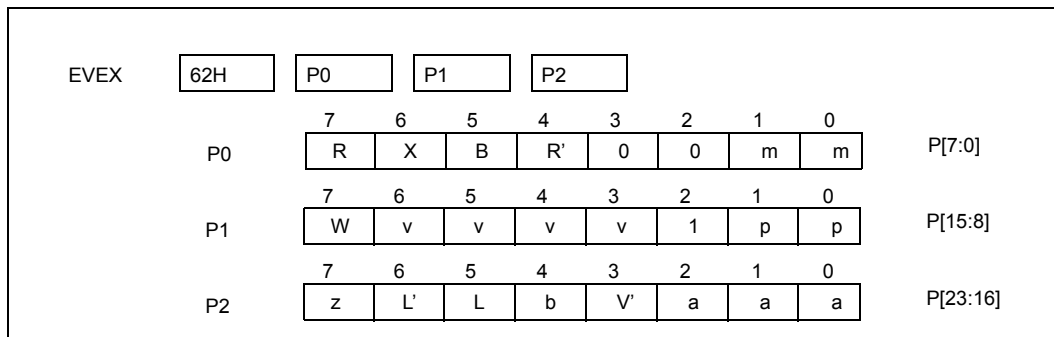 EVEX 62H P0 P1 P2
7 6 5 4 3 2 1 0
P0 R X B R’ 0 0 m m P[7:0]
7 6 5 4 3 2 1 0
P1 W v v v v 1 p p P[15:8]
7 6 5 4 3 2 1 0
P2 z L’ L b V’ a a a P[23:16]